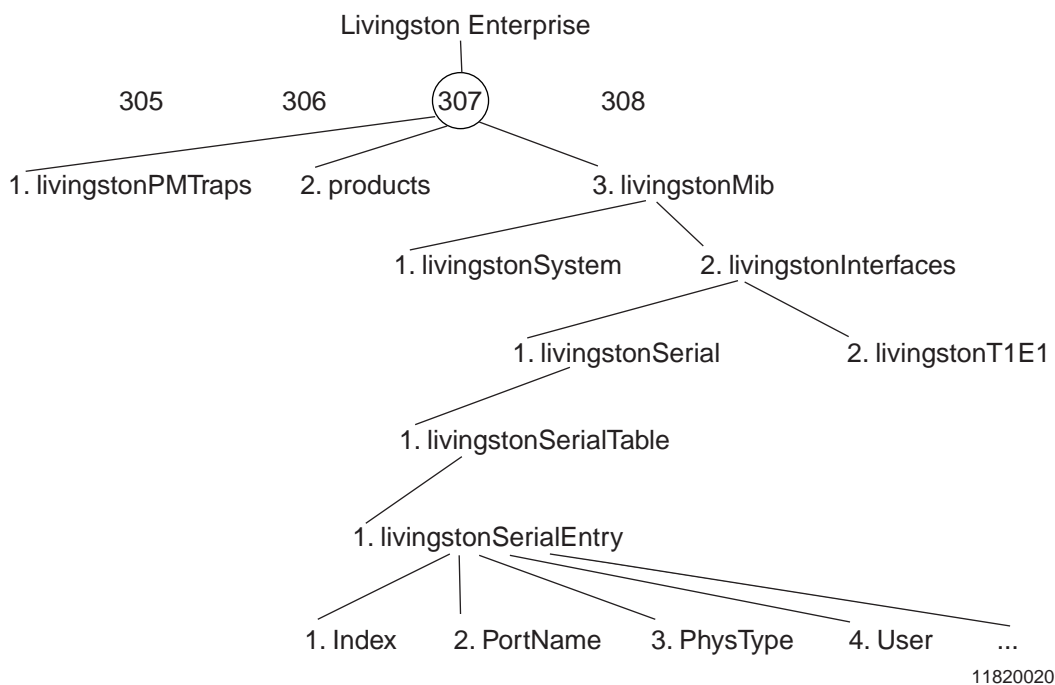 Livingston Enterprise
305 306 307 308
1. livingstonPMTraps 2. products 3. livingstonMib
1. livingstonSystem 2. livingstonInterfaces
1. livingstonSerial 2. livingstonT1E1
1. livingstonSerialTable
1. livingstonSerialEntry
1. Index 2. PortName 3. PhysType 4. User ...
11820020